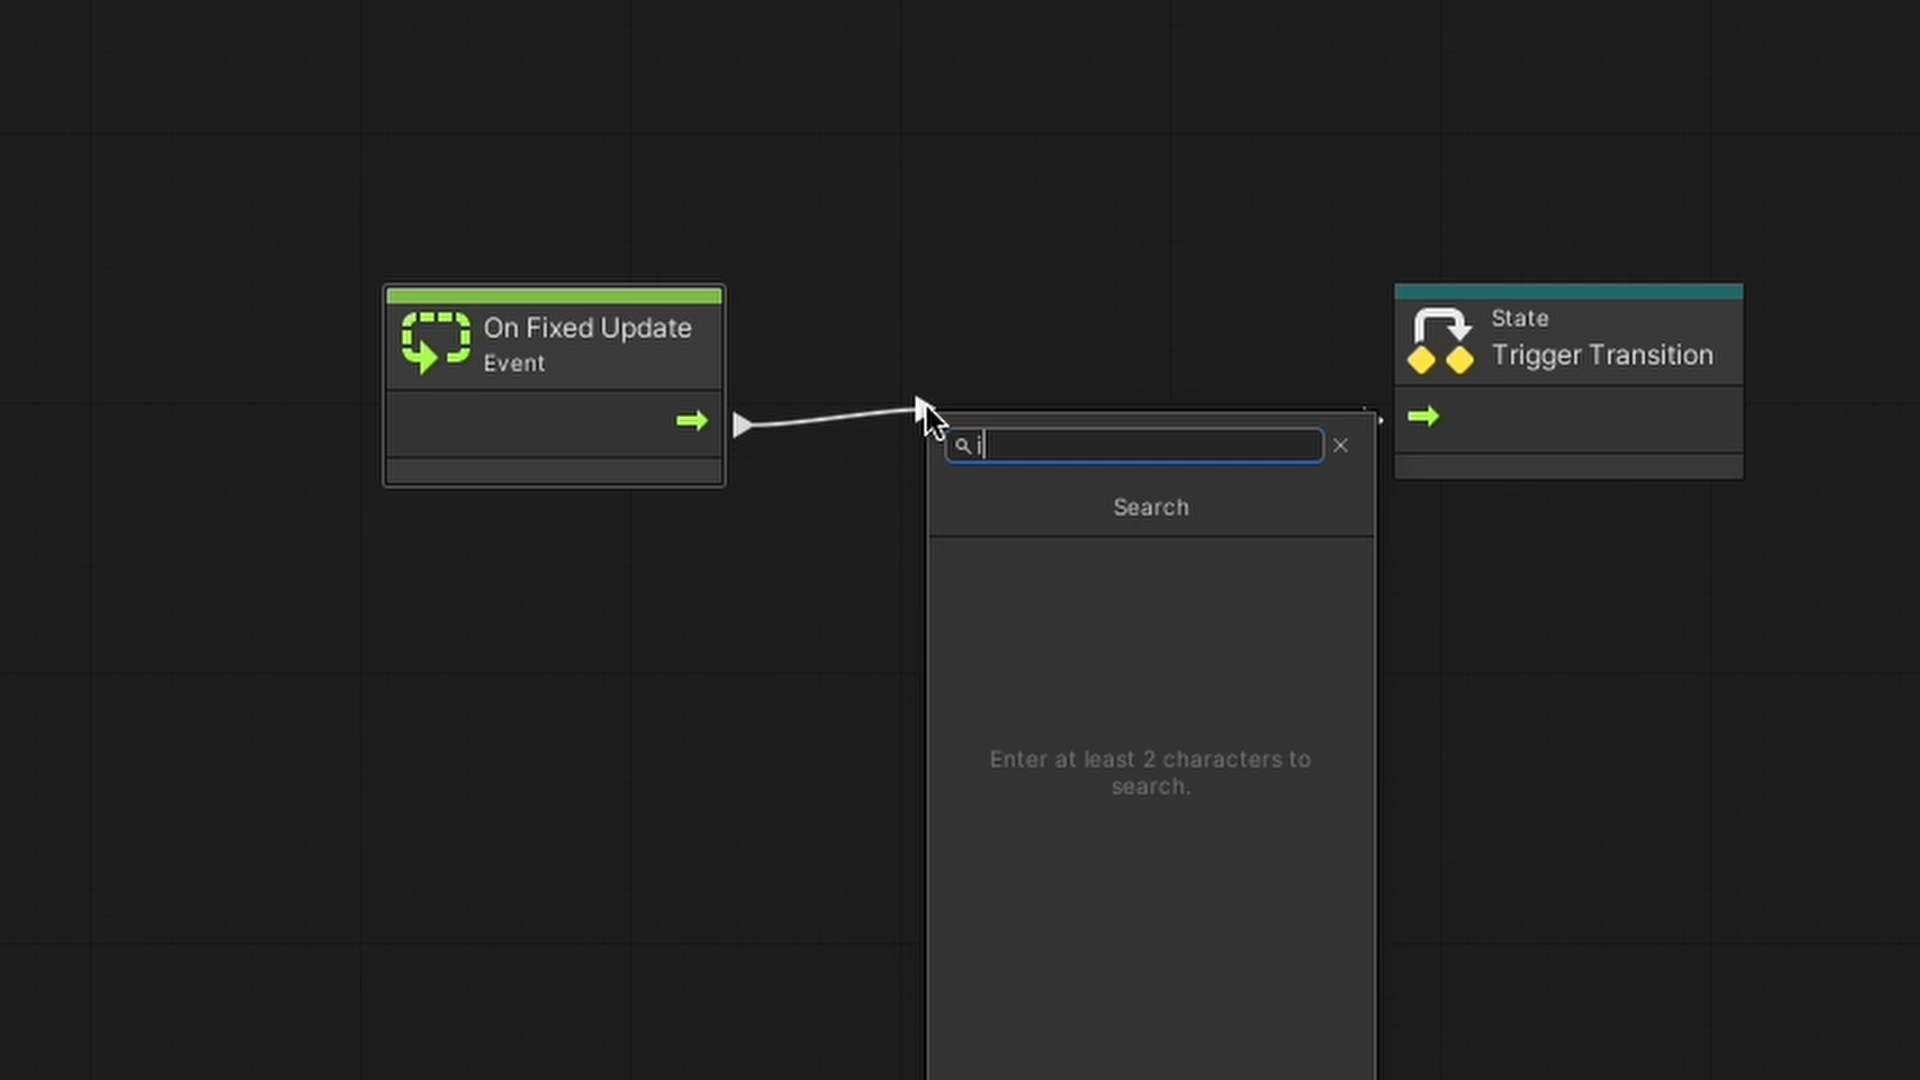 On Fixed Update
Event
State
Trigger Transition
i
Search
Enter at least 2 characters to
search.